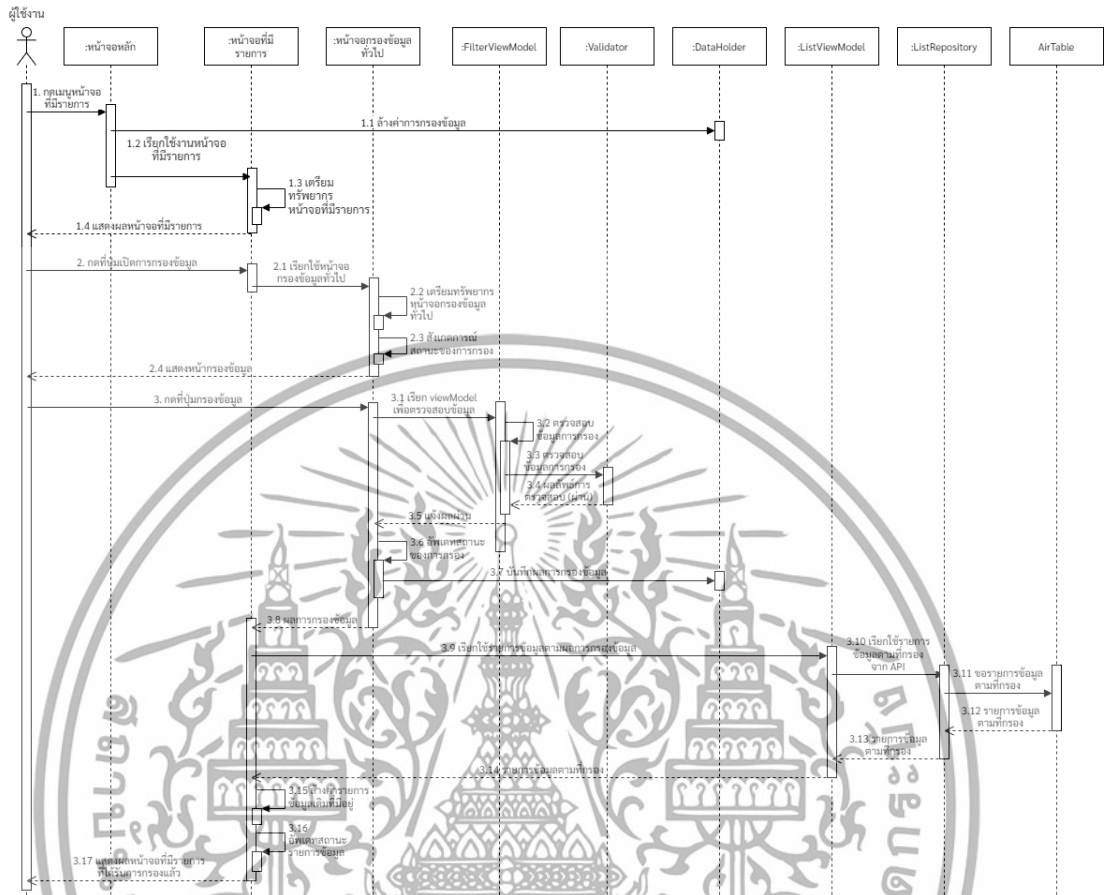 ผู้ใช้งาน
:หน้าจอหลัก
:หน้าจอที่มี
รายการ
:หน้าจอกรองข้อมูล
ทั่วไป
:FilterViewModel
:Validator
:DataHolder
:ListViewModel
:ListRepository
AirTable
1. กดเมนูหน้าจอ
ที่มีรายการ
1.1 ล้างค่าการกรองข้อมูล
1.2 เรียกใช้งานหน้าจอ
ที่มีรายการ
1.3 เตรียม
ทรัพยากร
หน้าจอที่มีรายการ
1.4 แสดงผลหน้าจอที่มีรายการ
2. กดที่ปุ่มเปิดการกรองข้อมูล
2.1 เรียกใช้หน้าจอ
กรองข้อมูลทั่วไป
2.2 เตรียมทรัพยากร
หน้าจอกรองข้อมูล
ทั่วไป
2.3 สังเกตการณ์
สถานะของการกรอง
2.4 แสดงหน้ากรองข้อมูล
3. กดที่ปุ่มกรองข้อมูล
3.1 เรียก viewModel
เพื่อตรวจสอบข้อมูล
3.2 ตรวจสอบ
ข้อมูลการกรอง
3.3 ตรวจสอบ
ข้อมูลการกรอง
3.4 ผลลัพธ์การ
ตรวจสอบ (ผ่าน)
3.5 แจ้งผลผ่าน
3.6 อัพเดทสถานะ
ของการกรอง
3.7 บันทึกผลการกรองข้อมูล
3.8 ผลการกรองข้อมูล
3.9 เรียกใช้รายการข้อมูลตามผลการกรองข้อมูล
3.10 เรียกใช้รายการ
ข้อมูลตามที่กรอง
จาก API
3.11 ขอรายการข้อมูล
ตามที่กรอง
3.12 รายการข้อมูล
ตามที่กรอง
3.13 รายการข้อมูล
ตามที่กรอง
3.14 รายการข้อมูลตามที่กรอง
3.15 ล้างค่ารายการ
ข้อมูลเดิมที่มีอยู่
3.16
อัพเดทสถานะ
รายการข้อมูล
3.17 แสดงผลหน้าจอที่มีรายการ
ที่ได้รับการกรองแล้ว